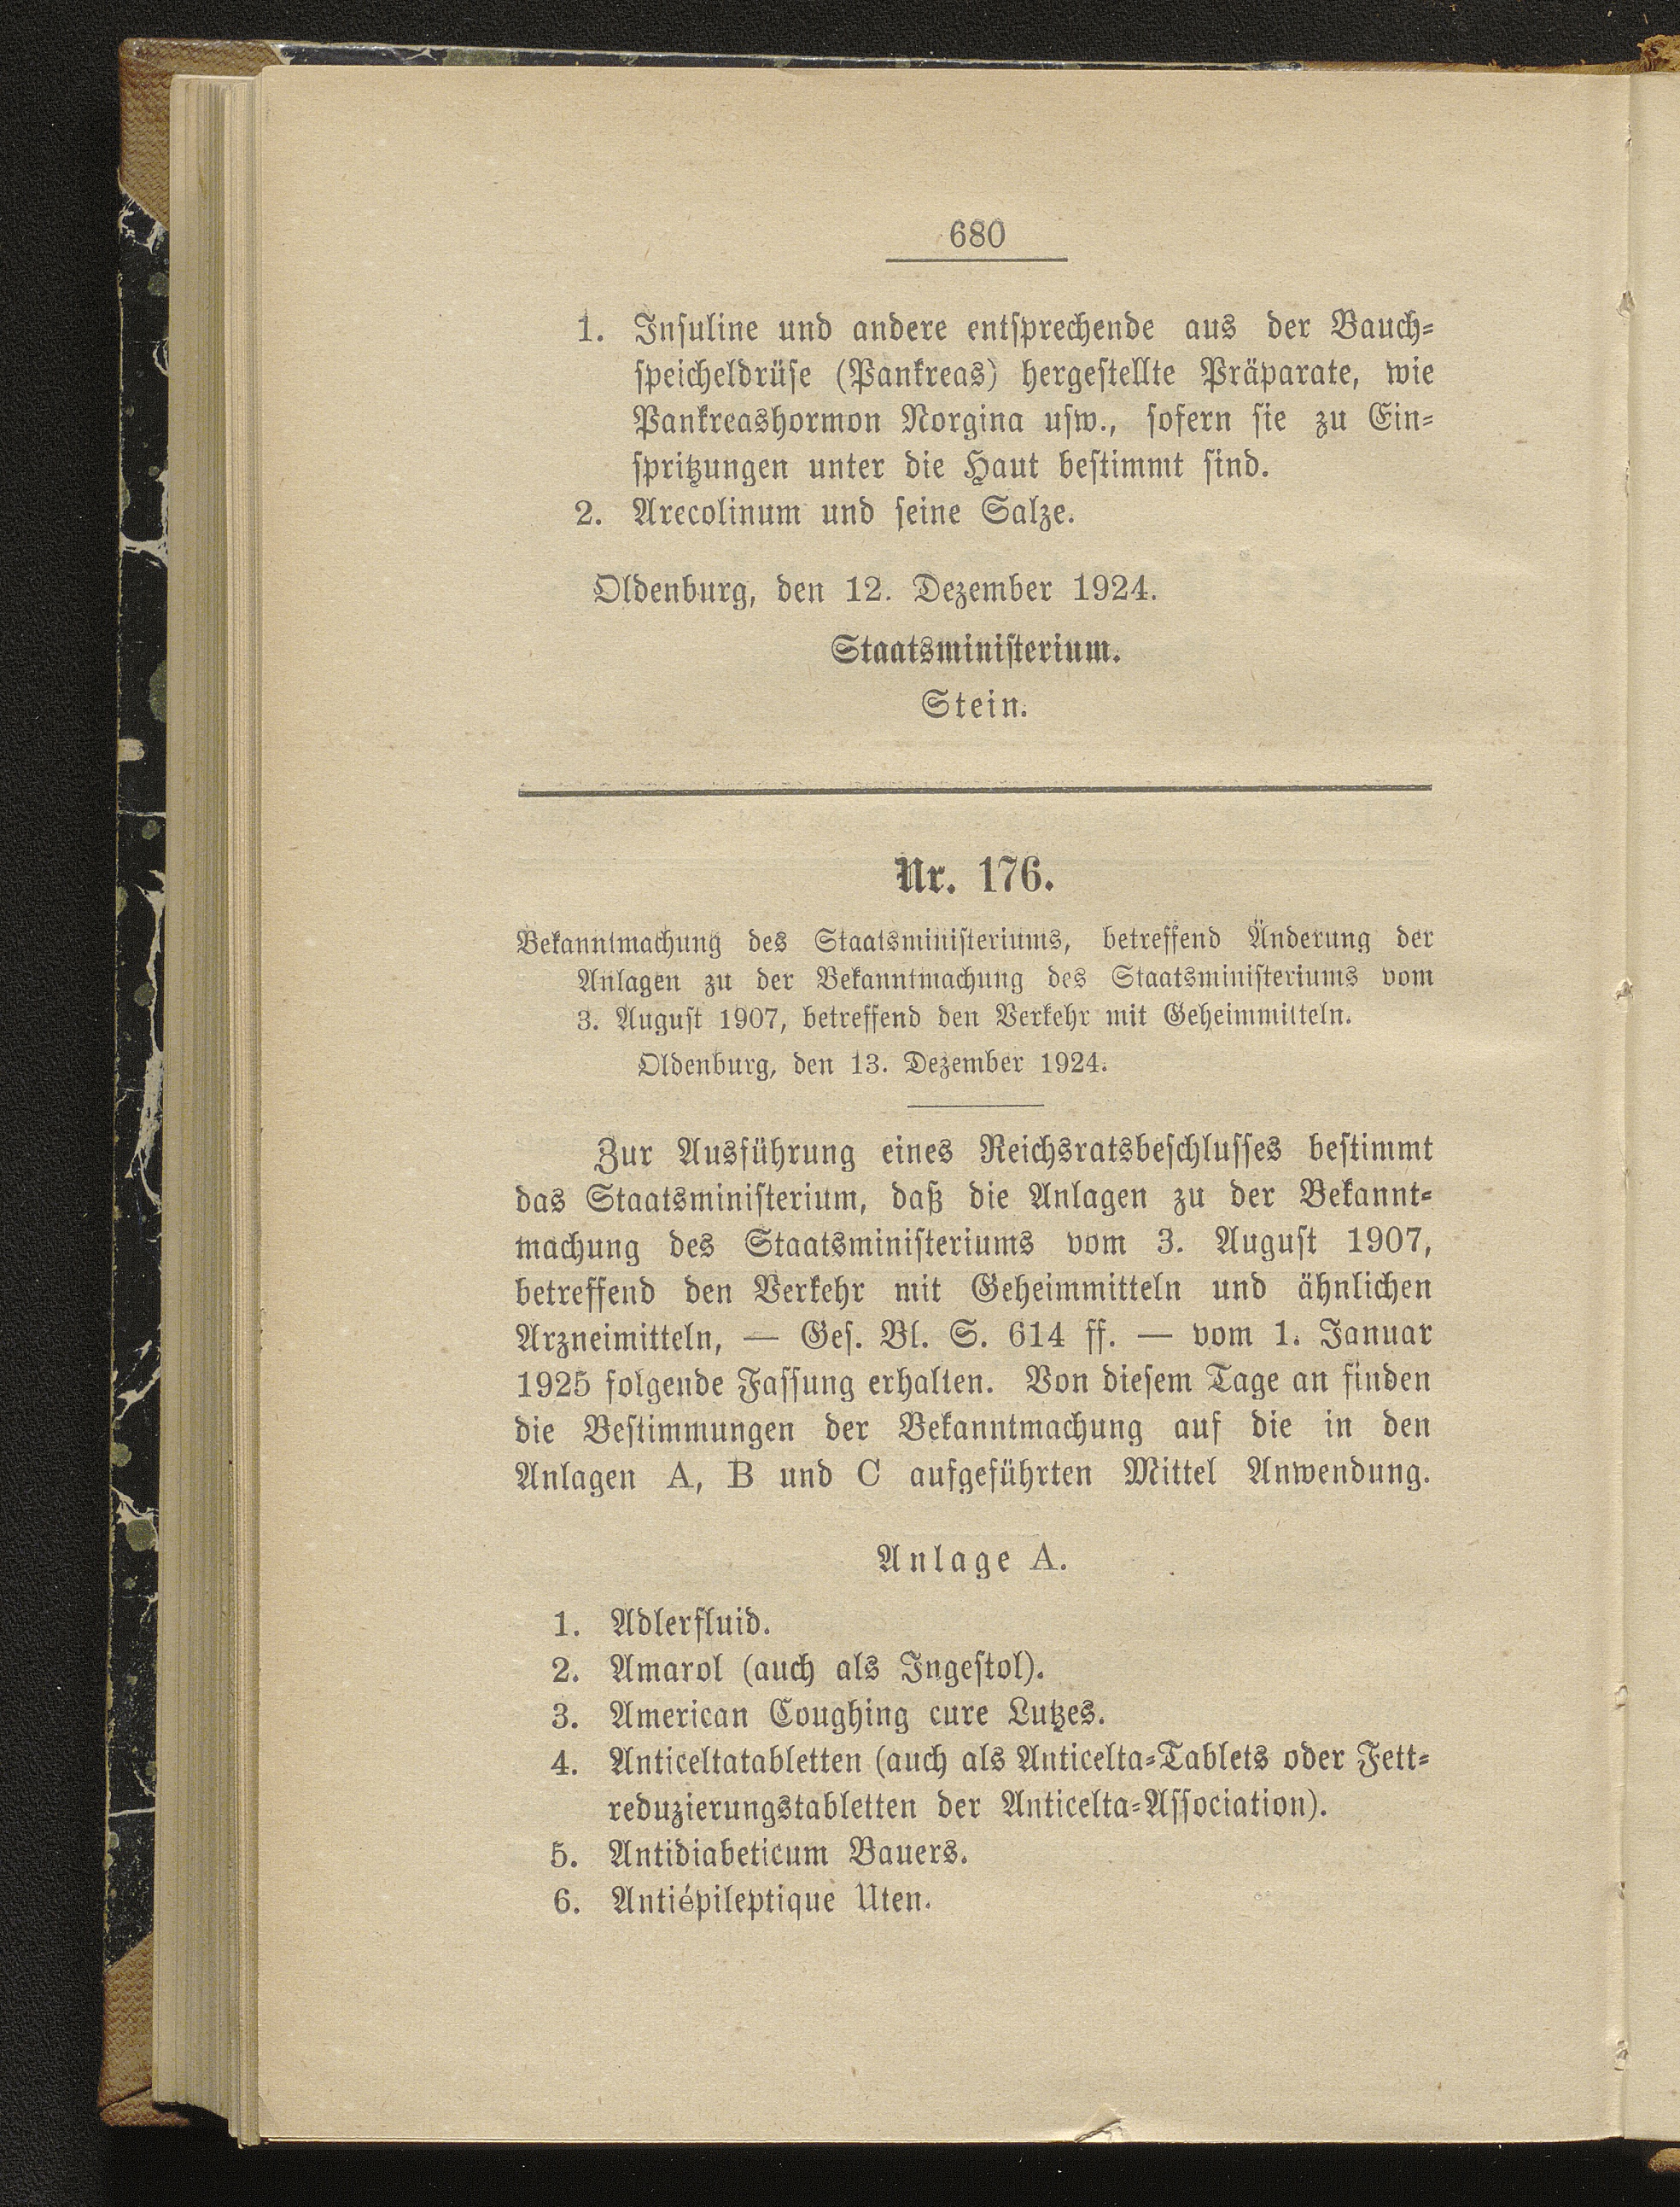 680
1. Insuline und andere entsprechende aus der Bauch-
speicheldrüse (Pankreas) hergestellte Präparate, wie
Pankreashormon Norgina usw., sofern sie zu Ein-
spritzungen unter die Haut bestimmt sind.
2. Arecolinum und seine Salze.
Oldenburg, den 12. Dezember 1924.
Staatsministerium.
Stein.
Nr. 176.
Bekanntmachung des Staatsministeriums, betreffend Änderung der
Anlagen zu der Bekanntmachung des Staatsministeriums vom
3. August 1907, betreffend den Verkehr mit Geheimmitteln.
Oldenburg, den 13. Dezember 1924.
Zur Ausführung eines Reichsratsbeschlusses bestimmt
das Staatsministerium, daß die Anlagen zu der Bekannt-
machung des Staatsministeriums vom 3. August 1907,
betreffend den Verkehr mit Geheimmitteln und ähnlichen
Arzneimitteln, — Ges. Bl. S. 614 ff. — vom 1. Januar
1925 folgende Fassung erhalten. Von diesem Tage an finden
die Bestimmungen der Bekanntmachung auf die in den
Anlagen A, B und C aufgeführten Mittel Anwendung.
Anlage A.
1. Adlerfluid.
2. Amarol (auch als Ingestol).
3. American Coughing cure Lutzes.
4. Anticeltatabletten (auch als Anticelta-Tablets oder Fett-
reduzierungstabletten der Anticelta-Association).
5. Antidiabeticum Bauers.
6. Antiépileptique Uten.